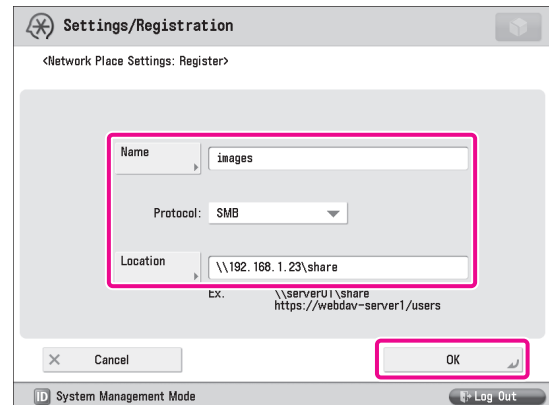 Settings/Registration
<Network Place Settings: Register>
Name
images
Protocol:
SMB
Location
\\192.168.1.23\share
Ex.
\\server01\share
https://webdav-server1/users
Cancel
OK
ID System Management Mode
Log Out